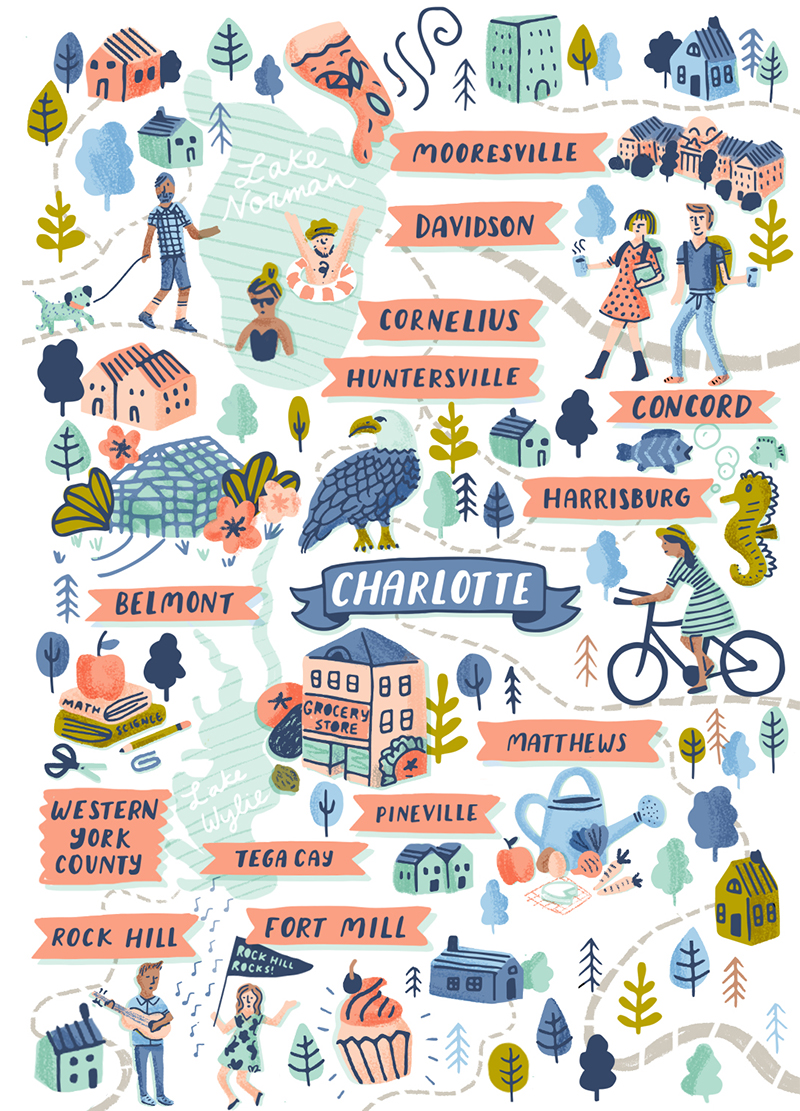 Lake
Norman
MOORESVILLE
DAVIDSON
CORNELIUS
HUNTERSVILLE
CONCORD
HARRISBURG
CHARLOTTE
BELMONT
MATH
SCIENCE
GROCERY
STORE
MATTHEWS
Lake
Wylie
WESTERN
YORK
COUNTY
PINEVILLE
TEGA CAY
ROCK HILL
FORT MILL
ROCK HILL
ROCKS!